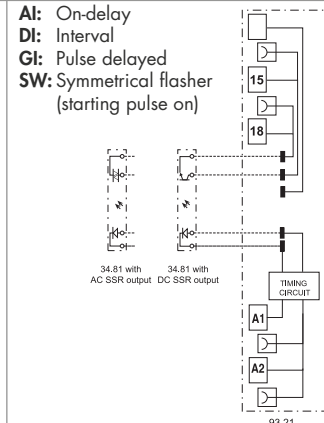 AI: On-delay
DI: Interval
GI: Pulse delayed
SW: Symmetrical flasher
(starting pulse on)
15
18
34.81 with
AC SSR output
34.81 with
DC SSR output
TIMING
CIRCUIT
A1
A2
93.21